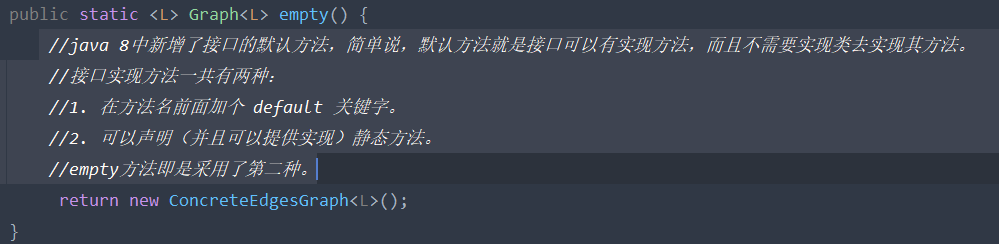 public static <L> Graph<L> empty() {
//java 8中新增了接口的默认方法，简单说，默认方法就是接口可以有实现方法，而且不需要实现类去实现其方法。
//接口实现方法一共有两种：
//1. 在方法名前面加个 default 关键字。
//2. 可以声明（并且可以提供实现）静态方法。
//empty方法即是采用了第二种。
return new ConcreteEdgesGraph<L>();
}